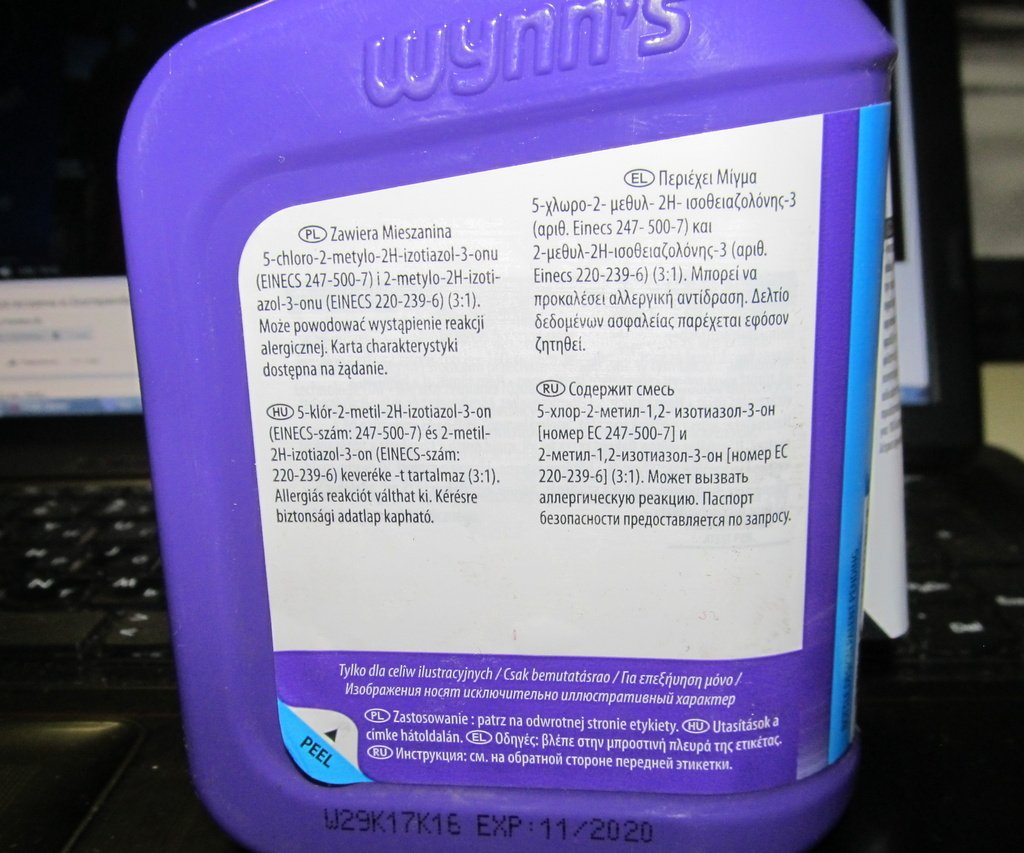 wynn's
PL Zawiera Mieszanina
5-chloro-2-metylo-2H-izotiazol-3-onu
(EINECS 247-500-7) i 2-metylo-2H-izoti-
azol-3-onu (EINECS 220-239-6) (3:1).
Może powodować wystąpienie reakcji
alergicznej. Karta charakterystyki
dostępna na żądanie.
HU 5-klór-2-metil-2H-izotiazol-3-on
(EINECS-szám: 247-500-7) és 2-metil-
2H-izotiazol-3-on (EINECS-szám:
220-239-6) keveréke -t tartalmaz (3:1).
Allergiás reakciót válthat ki. Kérésre
biztonsági adatlap kapható.
EL Περιέχει Μίγμα
5-χλωρο-2- μεθυλ- 2H- ισοθειαζολόνης-3
(αριθ. Einecs 247- 500-7) και
2-μεθυλ-2H-ισοθειαζολόνης-3 (αριθ.
Einecs 220-239-6) (3:1). Μπορεί να
προκαλέσει αλλεργική αντίδραση. Δελτίο
δεδομένων ασφαλείας παρέχεται εφόσον
ζητηθεί.
RU Содержит смесь
5-хлор-2-метил-1,2- изотиазол-3-он
[номер EC 247-500-7] и
2-метил-1,2-изотиазол-3-он [номер EC
220-239-6] (3:1). Может вызвать
аллергическую реакцию. Паспорт
безопасности предоставляется по запросу.
Tylko dla celiw ilustracyjnych / Csak bemutatásrao / Για επεξήγηση μόνο /
Изображения носят исключительно иллюстративный характер
PL Zastosowanie : patrz na odwrotnej stronie etykiety. HU Utasítások a
címke hátoldalán. EL Οδηγές: βλέπε στην μπροστινή πλευρά της ετικέτας.
RU Инструкция: см. на обратной стороне передней этикетки.
PEEL
W29K17K16 EXP:11/2020